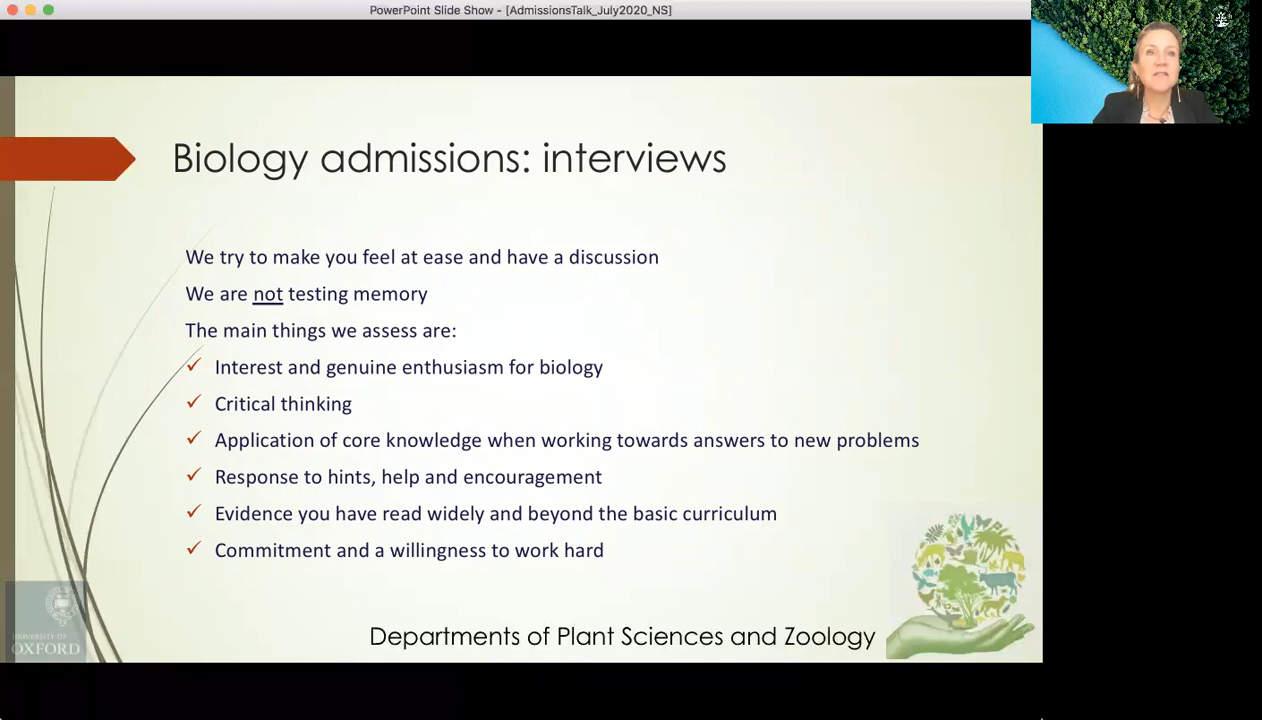 PowerPoint Slide Show - [AdmissionsTalk_July2020_NS]
Biology admissions: interviews
We try to make you feel at ease and have a discussion
We are not testing memory
The main things we assess are:
✓ Interest and genuine enthusiasm for biology
✓ Critical thinking
✓ Application of core knowledge when working towards answers to new problems
✓ Response to hints, help and encouragement
✓ Evidence you have read widely and beyond the basic curriculum
✓ Commitment and a willingness to work hard
UNIVERSITY OF
OXFORD
Departments of Plant Sciences and Zoology